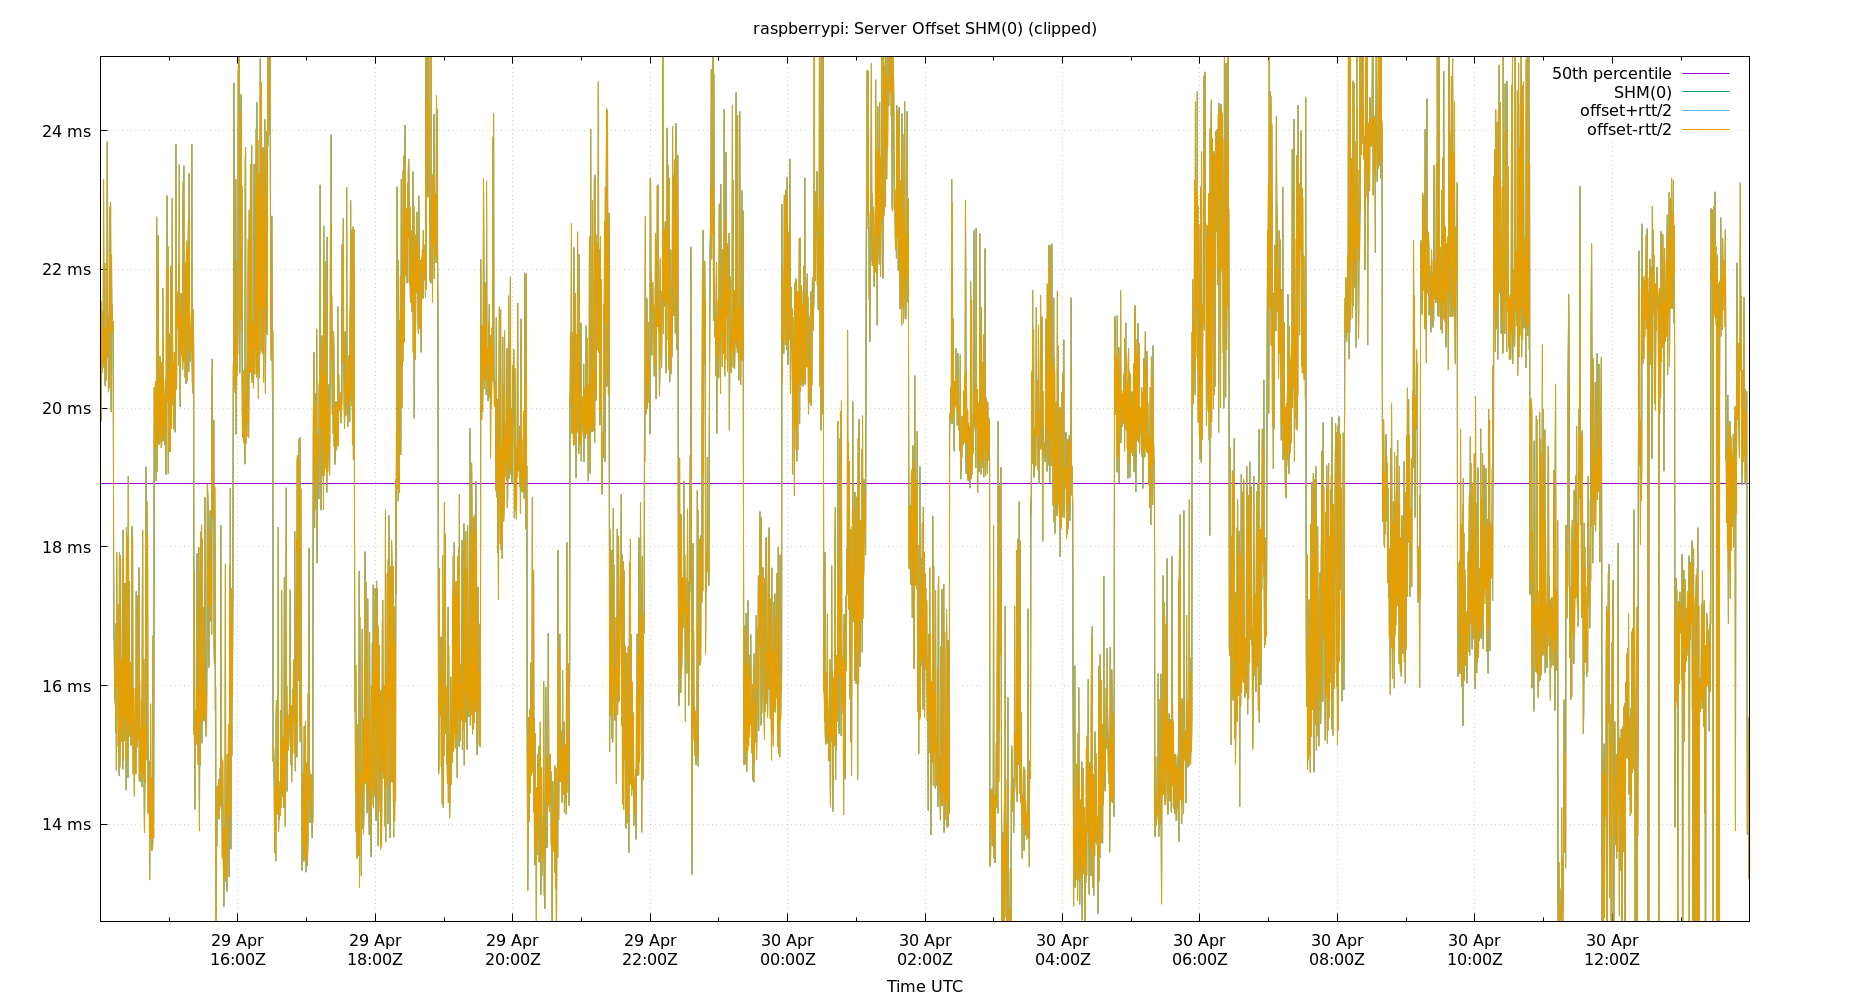 raspberrypi: Server Offset SHM(0) (clipped)
50th percentile
SHM(0)
offset+rtt/2
offset-rtt/2
24 ms
22 ms
20 ms
18 ms
16 ms
14 ms
29 Apr 29 Apr 29 Apr 29 Apr 30 Apr 30 Apr 30 Apr 30 Apr 30 Apr 30 Apr 30 Apr
16:00Z 18:00Z 20:00Z 22:00Z 00:00Z 02:00Z 04:00Z 06:00Z 08:00Z 10:00Z 12:00Z
Time UTC